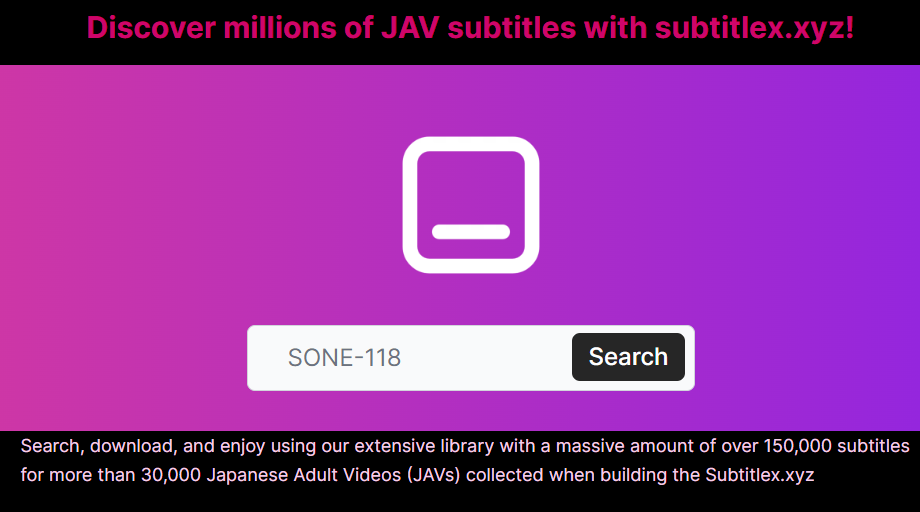 Discover millions of JAV subtitles with subtitlex.xyz!
SONE-118
Search
Search, download, and enjoy using our extensive library with a massive amount of over 150,000 subtitles
for more than 30,000 Japanese Adult Videos (JAVs) collected when building the Subtitlex.xyz